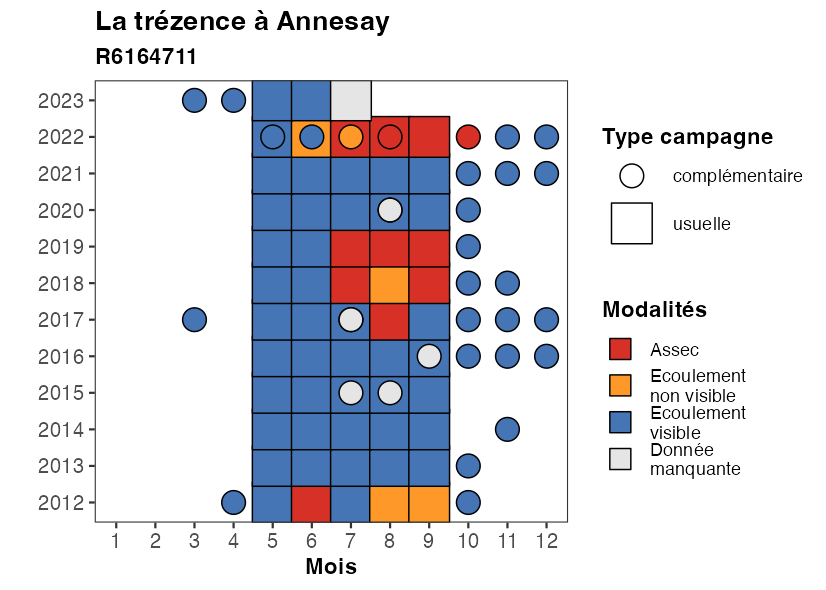 La trézence à Annesay
R6164711
2023
2022
2021
2020
2019
2018
2017
2016
2015
2014
2013
2012
1 2 3 4 5 6 7 8 9 10 11 12
Mois
Type campagne
complémentaire
usuelle
Modalités
Assec
Ecoulement
non visible
Ecoulement
visible
Donnée
manquante